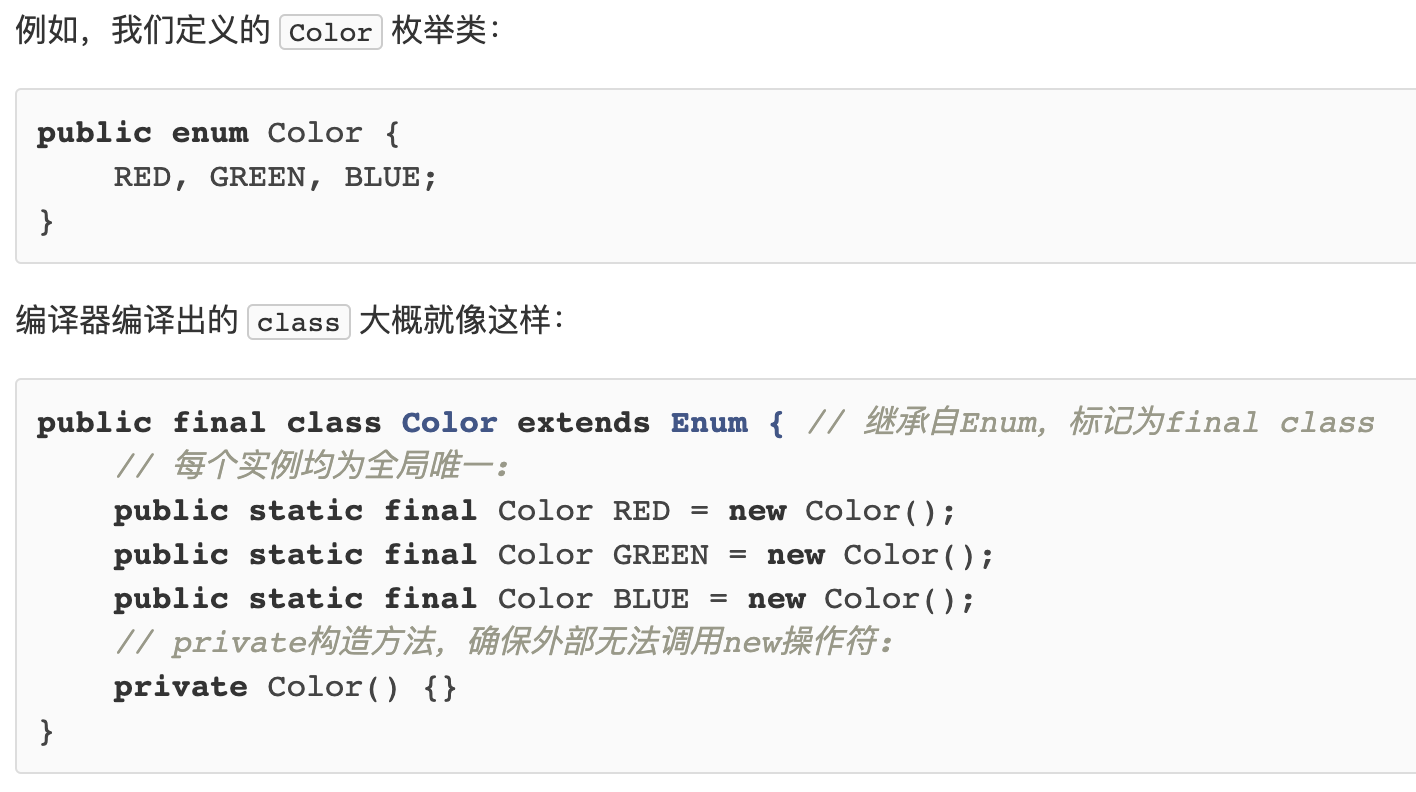 例如，我们定义的 Color 枚举类：
public enum Color {
    RED, GREEN, BLUE;
}
编译器编译出的 class 大概就像这样：
public final class Color extends Enum { // 继承自Enum，标记为final class
    // 每个实例均为全局唯一：
    public static final Color RED = new Color();
    public static final Color GREEN = new Color();
    public static final Color BLUE = new Color();
    // private构造方法，确保外部无法调用new操作符：
    private Color() {}
}